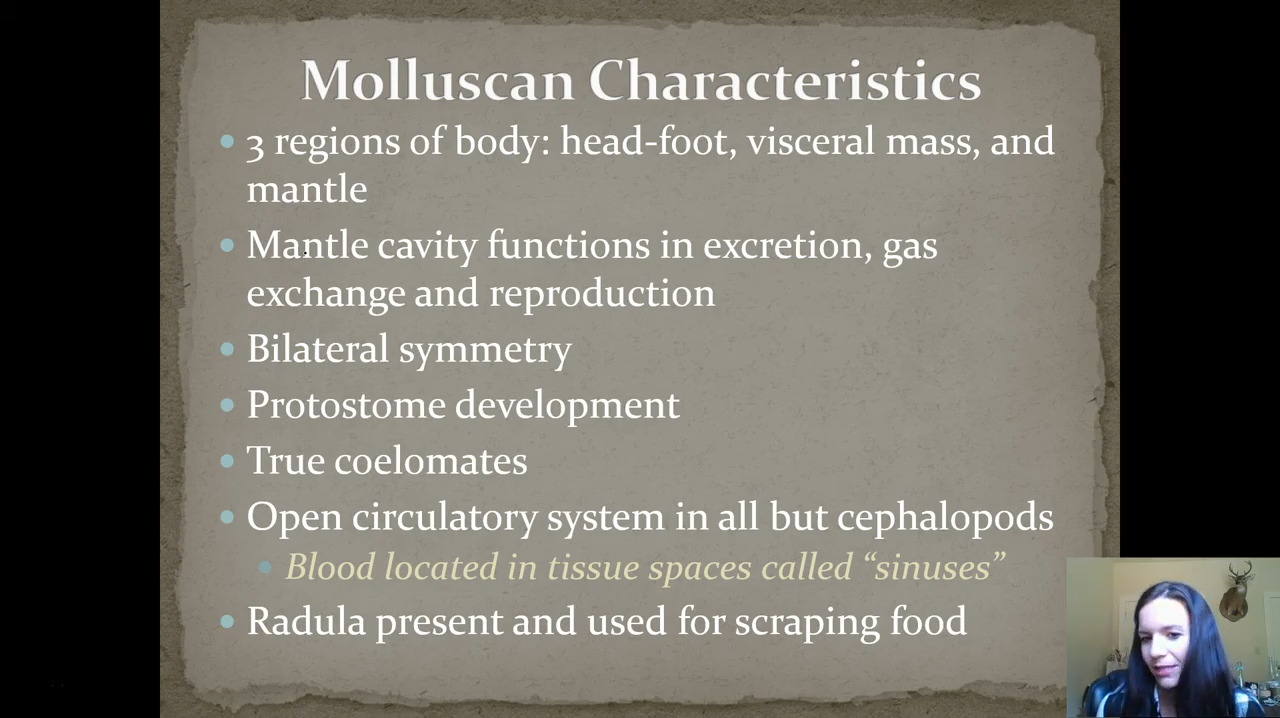 Molluscan Characteristics
• 3 regions of body: head-foot, visceral mass, and
mantle
• Mantle cavity functions in excretion, gas
exchange and reproduction
• Bilateral symmetry
• Protostome development
• True coelomates
• Open circulatory system in all but cephalopods
• Blood located in tissue spaces called “sinuses”
• Radula present and used for scraping food